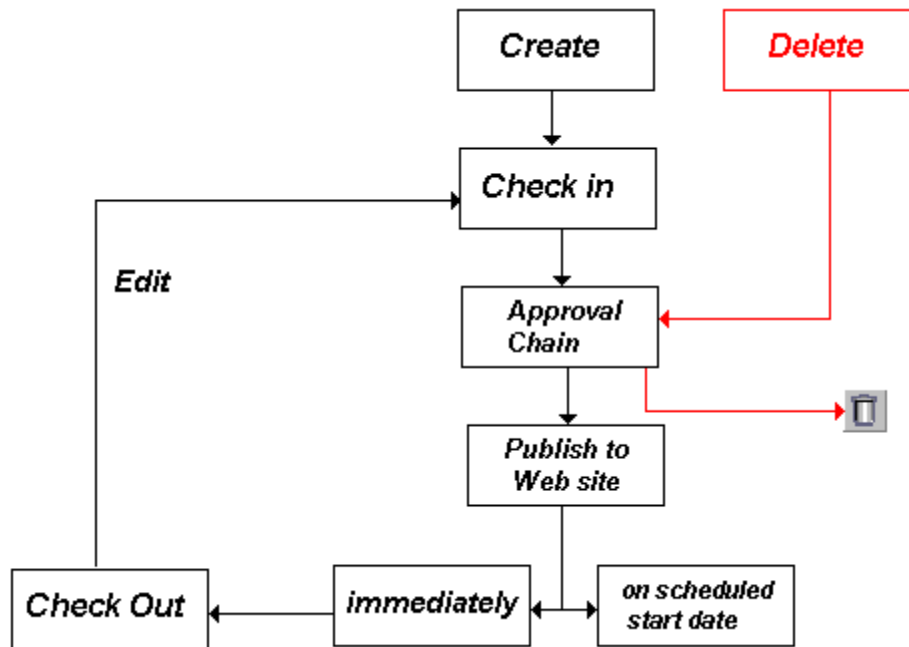 Create
Delete
Check in
Edit
Approval
Chain
Publish to
Web site
Check Out
immediately
on scheduled
start date